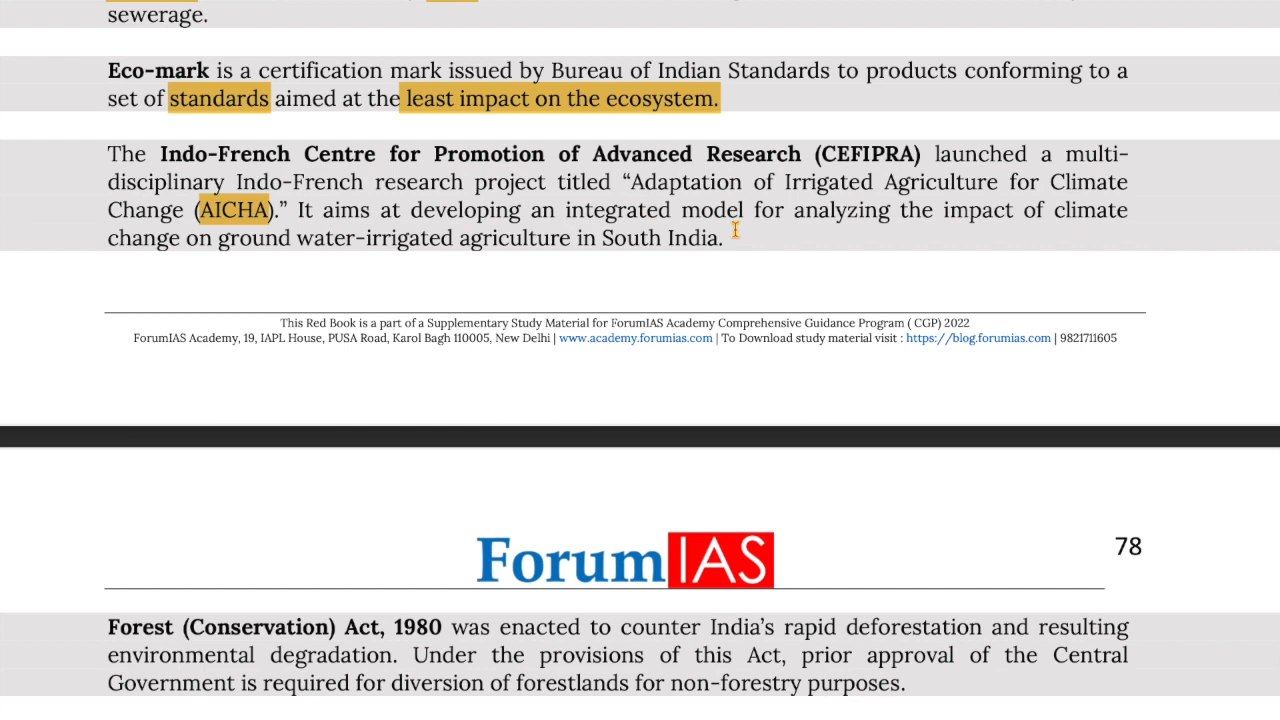 sewerage.
Eco-mark is a certification mark issued by Bureau of Indian Standards to products conforming to a
set of standards aimed at the least impact on the ecosystem.
The Indo-French Centre for Promotion of Advanced Research (CEFIPRA) launched a multi-
disciplinary Indo-French research project titled “Adaptation of Irrigated Agriculture for Climate
Change (AICHA).” It aims at developing an integrated model for analyzing the impact of climate
change on ground water-irrigated agriculture in South India.
This Red Book is a part of a Supplementary Study Material for ForumIAS Academy Comprehensive Guidance Program ( CGP) 2022
ForumIAS Academy, 19, IAPL House, PUSA Road, Karol Bagh 110005, New Delhi | www.academy.forumias.com | To Download study material visit : https://blog.forumias.com | 9821711605
ForumIAS
78
Forest (Conservation) Act, 1980 was enacted to counter India’s rapid deforestation and resulting
environmental degradation. Under the provisions of this Act, prior approval of the Central
Government is required for diversion of forestlands for non-forestry purposes.